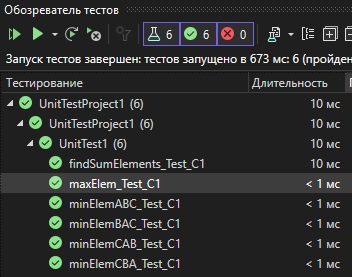 Обозреватель тестов
6 6 0
Запуск тестов завершен: тестов запущено в 673 мс: 6 (пройден
Тестирование Длительность
UnitTestProject1 (6) 10 мс
UnitTestProject1 (6) 10 мс
UnitTest1 (6) 10 мс
findSumElements_Test_C1 10 мс
maxElem_Test_C1 < 1 мс
minElemABC_Test_C1 < 1 мс
minElemBAC_Test_C1 < 1 мс
minElemCAB_Test_C1 < 1 мс
minElemCBA_Test_C1 < 1 мс